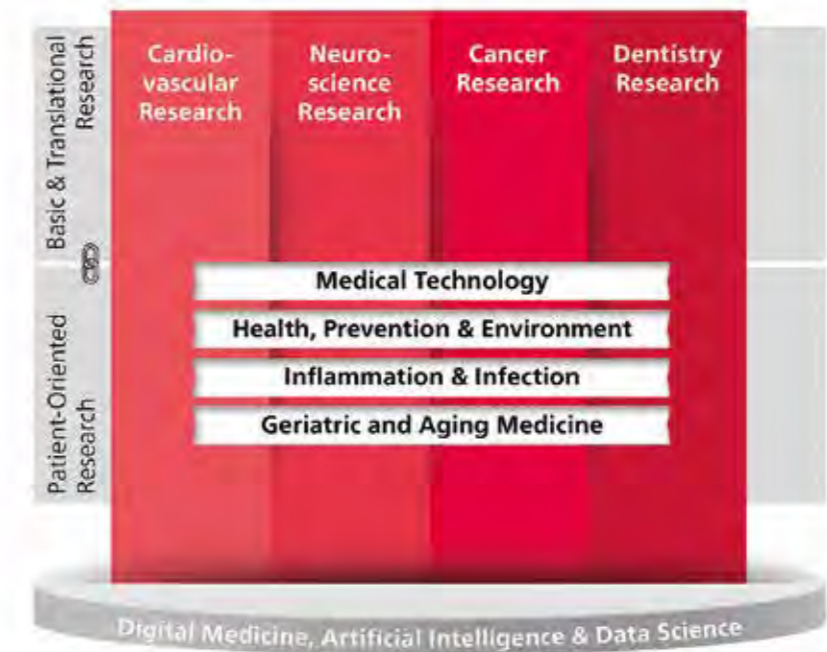 Cardio-
vascular
Research
Neuro-
science
Research
Cancer
Research
Dentistry
Research
Basic & Translational
Research
Patient-Oriented
Research
Medical Technology
Health, Prevention & Environment
Inflammation & Infection
Geriatric and Aging Medicine
Digital Medicine, Artificial Intelligence & Data Science